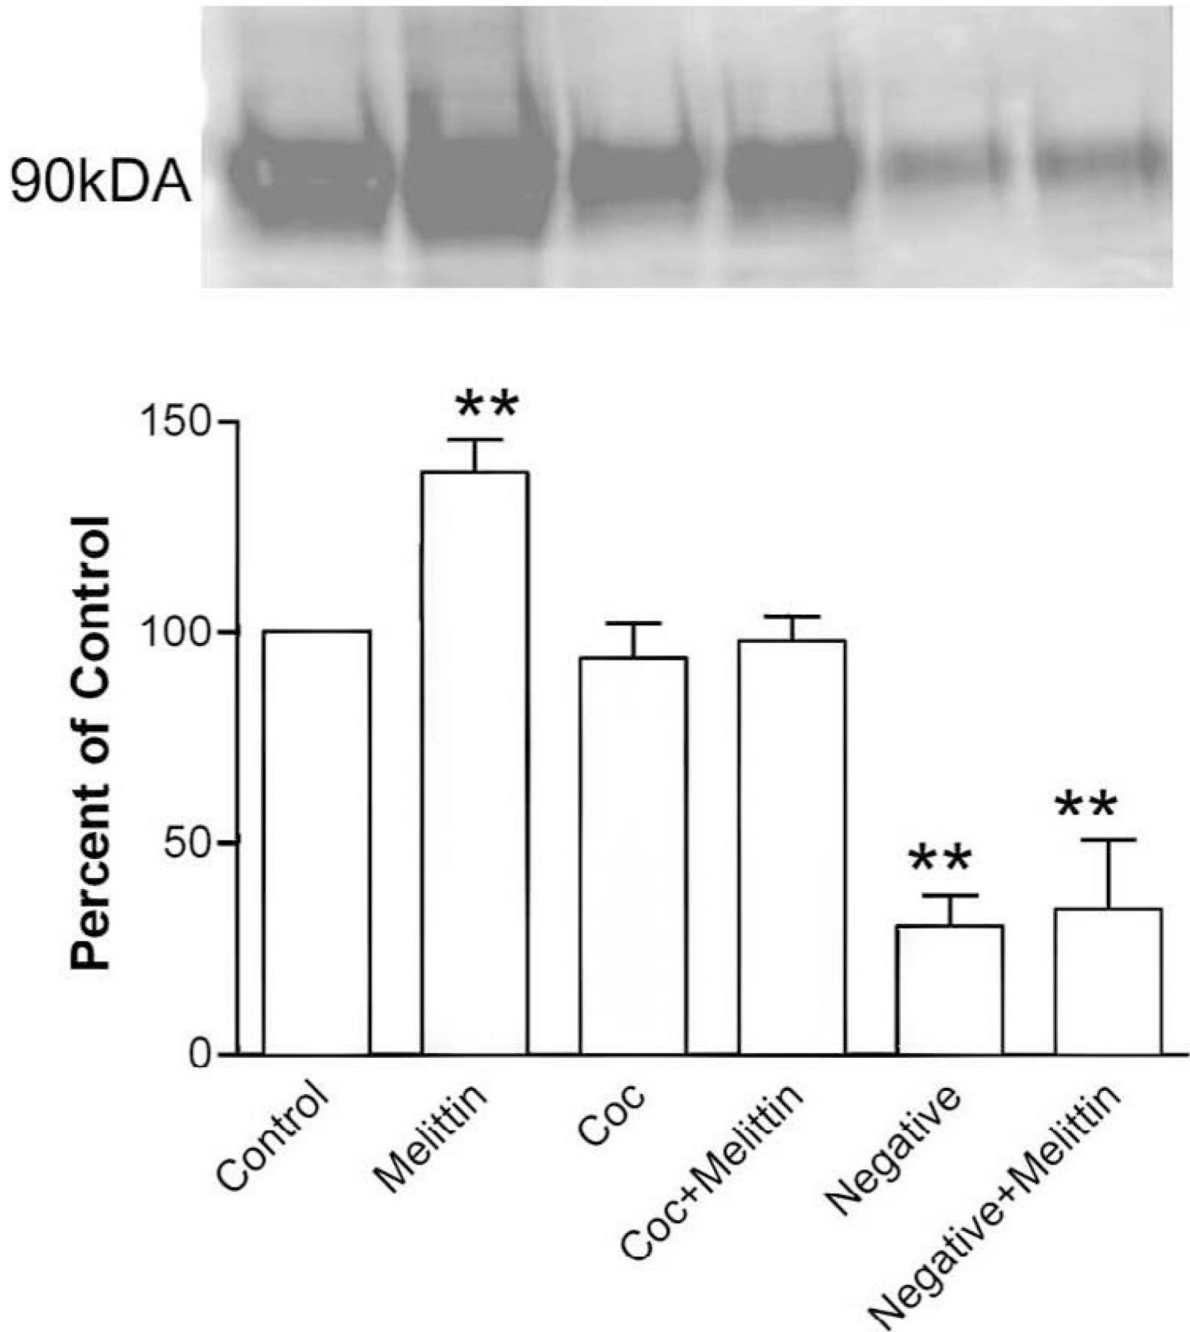 90kDA
**
150
100
50
0
Percent of Control
**
**
Control
Melittin
Coc
Coc+Melittin
Negative
Negative+Melittin